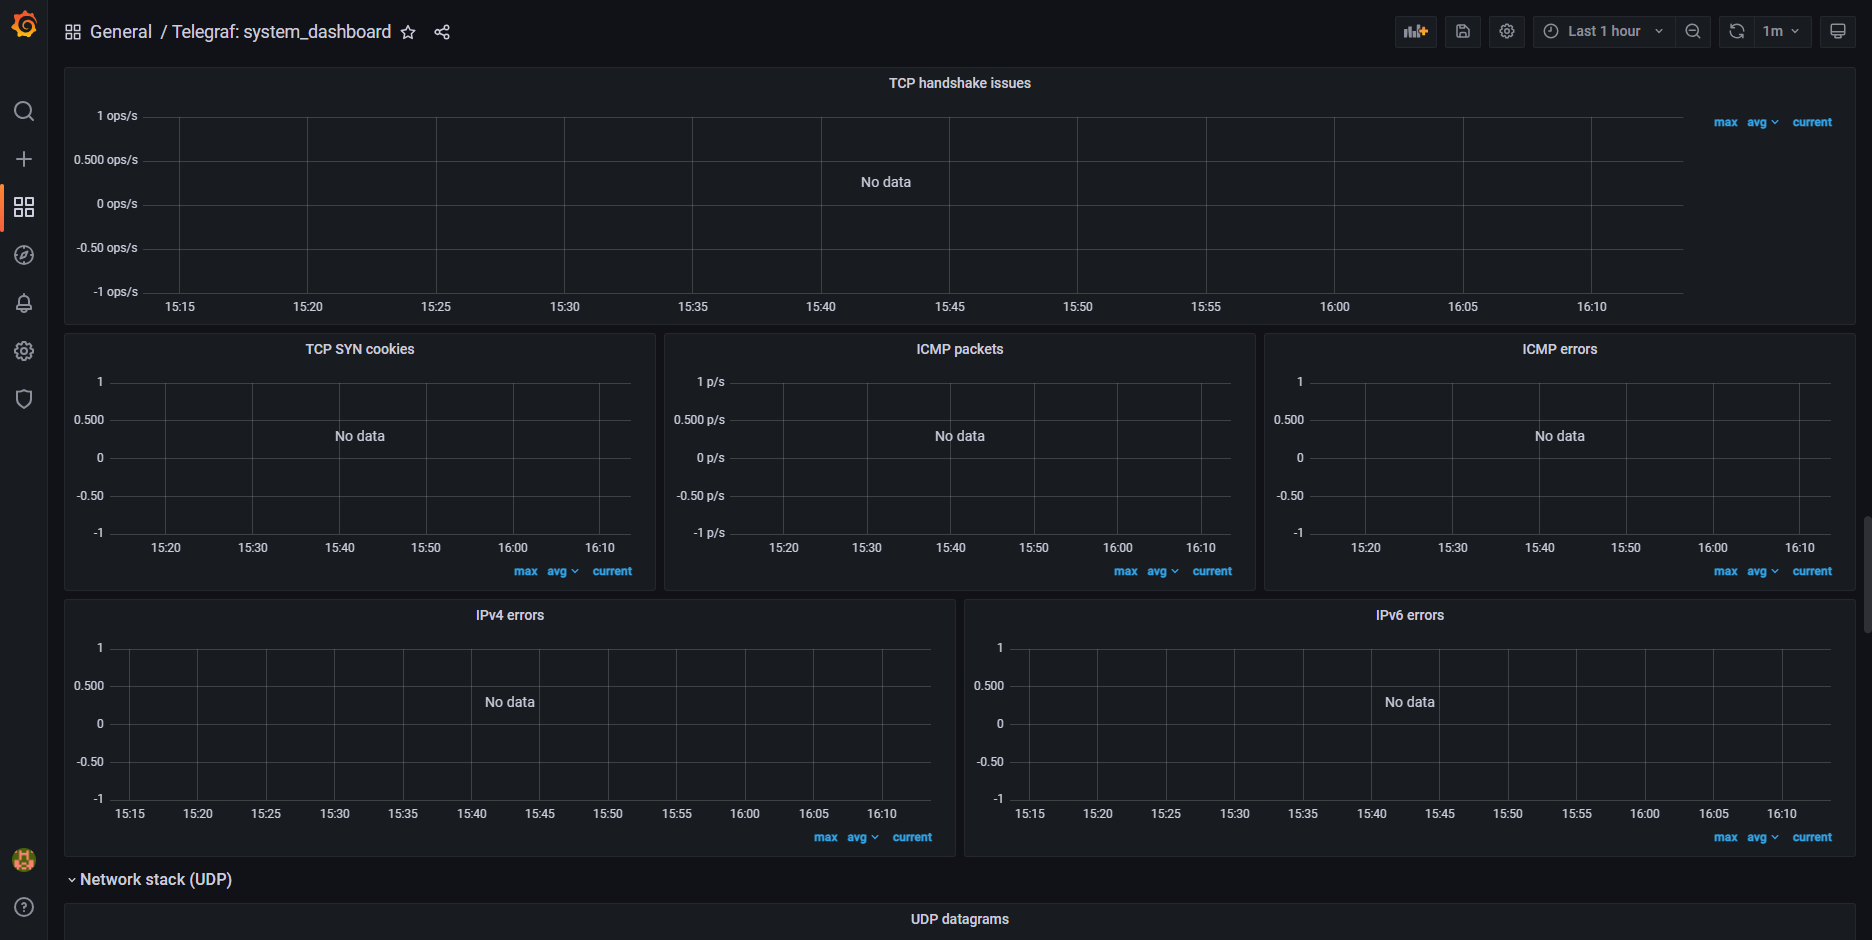 General / Telegraf: system_dashboard
Last 1 hour
1m
TCP handshake issues
1 ops/s
0.500 ops/s
0 ops/s
-0.50 ops/s
-1 ops/s
No data
15:15 15:20 15:25 15:30 15:35 15:40 15:45 15:50 15:55 16:00 16:05 16:10
max avg current
TCP SYN cookies
1
0.500
0
-0.50
-1
No data
15:20 15:30 15:40 15:50 16:00 16:10
max avg current
ICMP packets
1 p/s
0.500 p/s
0 p/s
-0.50 p/s
-1 p/s
No data
15:20 15:30 15:40 15:50 16:00 16:10
max avg current
ICMP errors
1
0.500
0
-0.50
-1
No data
15:20 15:30 15:40 15:50 16:00 16:10
max avg current
IPv4 errors
1
0.500
0
-0.50
-1
No data
15:15 15:20 15:25 15:30 15:35 15:40 15:45 15:50 15:55 16:00 16:05 16:10
max avg current
IPv6 errors
1
0.500
0
-0.50
-1
No data
15:15 15:20 15:25 15:30 15:35 15:40 15:45 15:50 15:55 16:00 16:05 16:10
max avg current
Network stack (UDP)
UDP datagrams